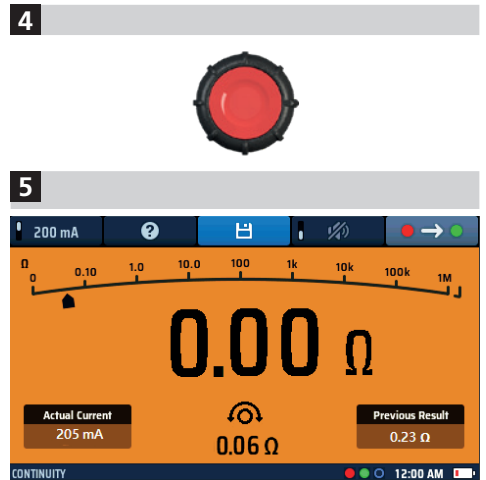 4
5
200 mA ?
Ω 0 0.10 1.0 10.0 100 1k 10k 100k 1M
0.00 Ω
Actual Current
205 mA
0.06 Ω
Previous Result
0.23 Ω
CONTINUITY 12:00 AM